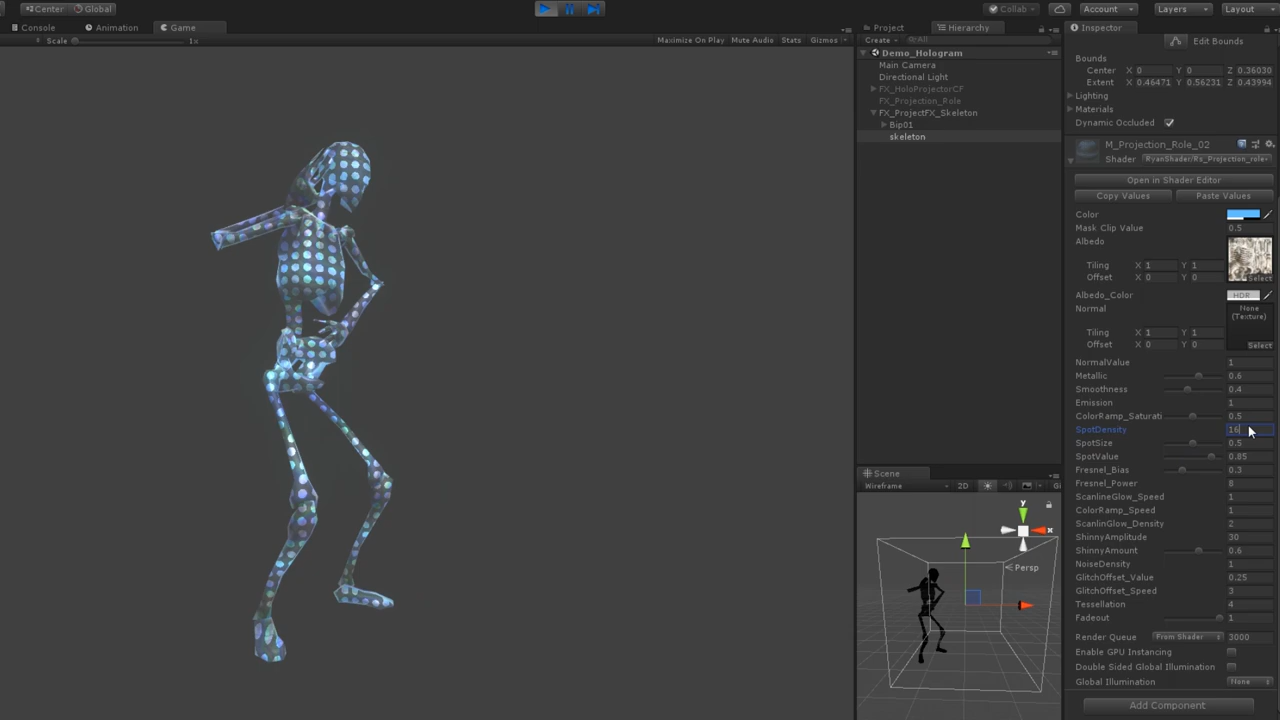 Center Global
Collab Account Layers Layout
Console Animation Game
Scale 1x Maximize On Play Mute Audio Stats Gizmos
Project Hierarchy
Create All
Demo_Hologram
Main Camera
Directional Light
FX_HoloProjectorCF
FX_Projection_Role
FX_ProjectFX_Skeleton
Bip01
skeleton
Scene
Wireframe 2D Gi
y
x
Persp
Inspector
Edit Bounds
Bounds
Center X 0 Y 0 Z 0.36030
Extent X 0.46471 Y 0.56231 Z 0.43994
Lighting
Materials
Dynamic Occluded
M_Projection_Role_02
Shader RyanShader/Rs_Projection_role
Open in Shader Editor
Copy Values Paste Values
Color
Mask Clip Value 0.5
Albedo
Tiling X 1 Y 1
Offset X 0 Y 0 Select
Albedo_Color HDR
Normal None
(Texture)
Tiling X 1 Y 1
Offset X 0 Y 0 Select
NormalValue 1
Metallic 0.6
Smoothness 0.4
Emission 1
ColorRamp_Saturati 0.5
SpotDensity 16
SpotSize 0.5
SpotValue 0.85
Fresnel_Bias 0.3
Fresnel_Power 8
ScanlineGlow_Speed 1
ColorRamp_Speed 1
ScanlinGlow_Density 2
ShinnyAmplitude 30
ShinnyAmount 0.6
NoiseDensity 1
GlitchOffset_Value 0.25
GlitchOffset_Speed 3
Tessellation 4
Fadeout 1
Render Queue From Shader 3000
Enable GPU Instancing
Double Sided Global Illumination
Global Illumination None
Add Component